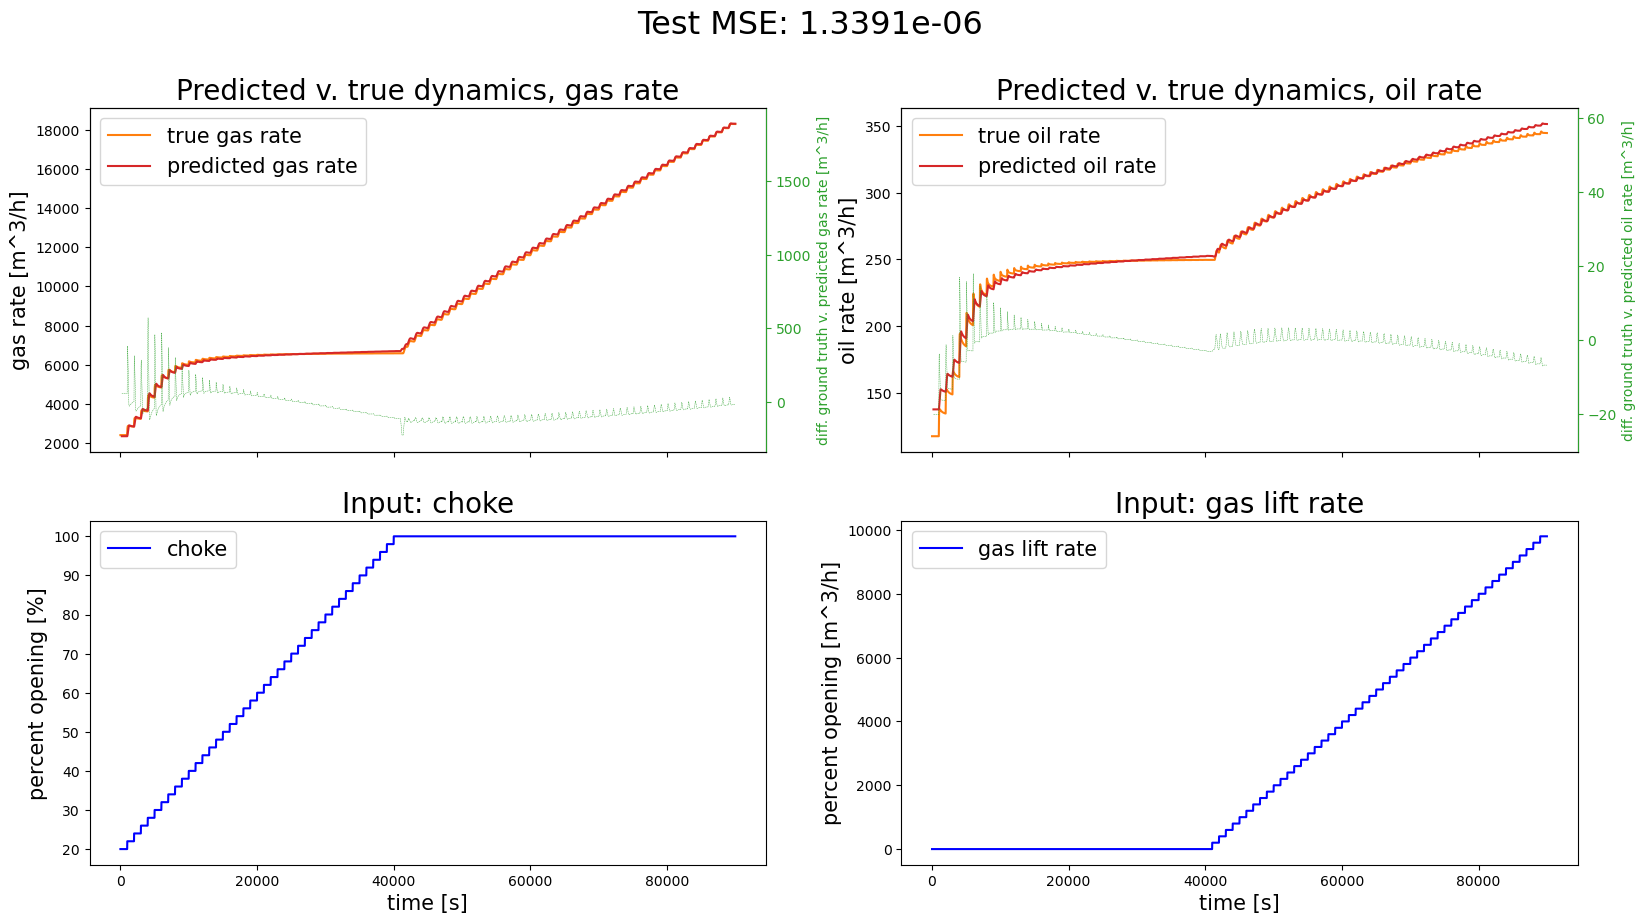 Test MSE: 1.3391e-06
Predicted v. true dynamics, gas rate
true gas rate
predicted gas rate
gas rate [m^3/h]
18000
16000
14000
12000
10000
8000
6000
4000
2000
1500
1000
500
0
diff. ground truth v. predicted gas rate [m^3/h]
Predicted v. true dynamics, oil rate
true oil rate
predicted oil rate
oil rate [m^3/h]
350
300
250
200
150
60
40
20
0
−20
diff. ground truth v. predicted oil rate [m^3/h]
Input: choke
choke
percent opening [%]
100
90
80
70
60
50
40
30
20
0 20000 40000 60000 80000
time [s]
Input: gas lift rate
gas lift rate
percent opening [m^3/h]
10000
8000
6000
4000
2000
0
0 20000 40000 60000 80000
time [s]